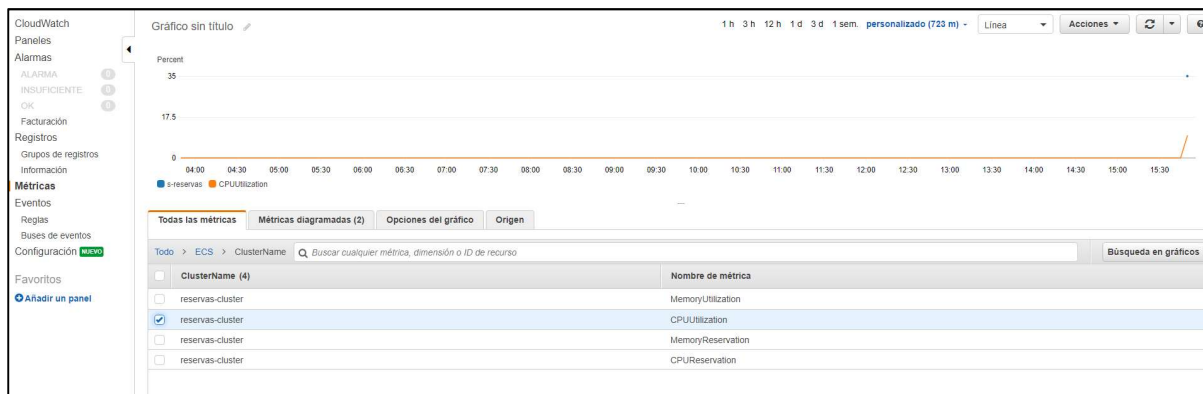 CloudWatch
Paneles
Alarmas
ALARMA 0
INSUFICIENTE 0
OK 0
Facturación
Registros
Grupos de registros
Información
Métricas
Eventos
Reglas
Buses de eventos
Configuración NUEVO
Favoritos
Añadir un panel
Gráfico sin título
1 h 3 h 12 h 1 d 3 d 1 sem. personalizado (723 m) Línea Acciones
Percent
35
17.5
0
04:00 04:30 05:00 05:30 06:00 06:30 07:00 07:30 08:00 08:30 09:00 09:30 10:00 10:30 11:00 11:30 12:00 12:30 13:00 13:30 14:00 14:30 15:00 15:30
s-reservas CPUUtilization
Todas las métricas Métricas diagramadas (2) Opciones del gráfico Origen
Todo > ECS > ClusterName Buscar cualquier métrica, dimensión o ID de recurso Búsqueda en gráficos
ClusterName (4) Nombre de métrica
reservas-cluster MemoryUtilization
reservas-cluster CPUUtilization
reservas-cluster MemoryReservation
reservas-cluster CPUReservation